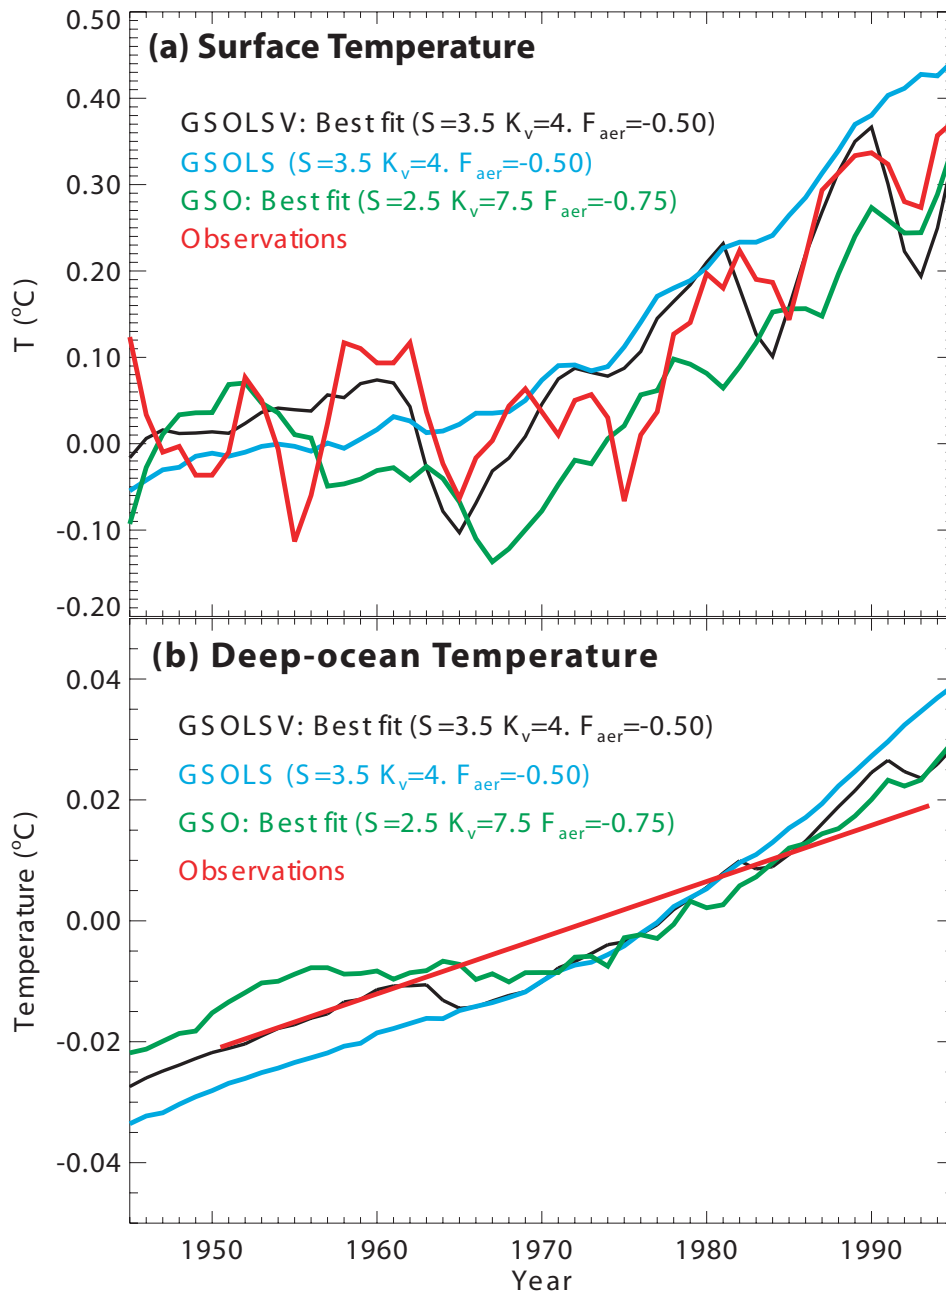 (a) Surface Temperature
GSOLSV: Best fit (S=3.5 Kv=4. Faer=-0.50)
GSOLS (S=3.5 Kv=4. Faer=-0.50)
GSO: Best fit (S=2.5 Kv=7.5 Faer=-0.75)
Observations
T (°C)
0.50
0.40
0.30
0.20
0.10
0.00
-0.10
-0.20
(b) Deep-ocean Temperature
GSOLSV: Best fit (S=3.5 Kv=4. Faer=-0.50)
GSOLS (S=3.5 Kv=4. Faer=-0.50)
GSO: Best fit (S=2.5 Kv=7.5 Faer=-0.75)
Observations
Temperature (°C)
0.04
0.02
0.00
-0.02
-0.04
1950 1960 1970 1980 1990
Year